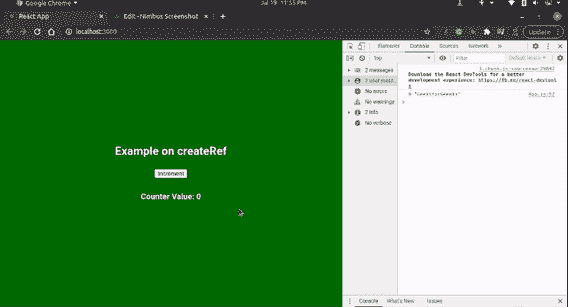 Google Chrome
Jul 19 11:55 PM
React App
Edit - Nimbus Screenshot
localhost:3000
Update
Elements
Console
Sources
Network
top
Filter
Default levels
2 messages
2 user mess...
No errors
No warnings
2 info
No verbose
Download the React DevTools for a better
development experience: https://fb.me/react-devtool
s
App.js:57
Example on createRef
Increment
Counter Value: 0
Console
What's New
Issues